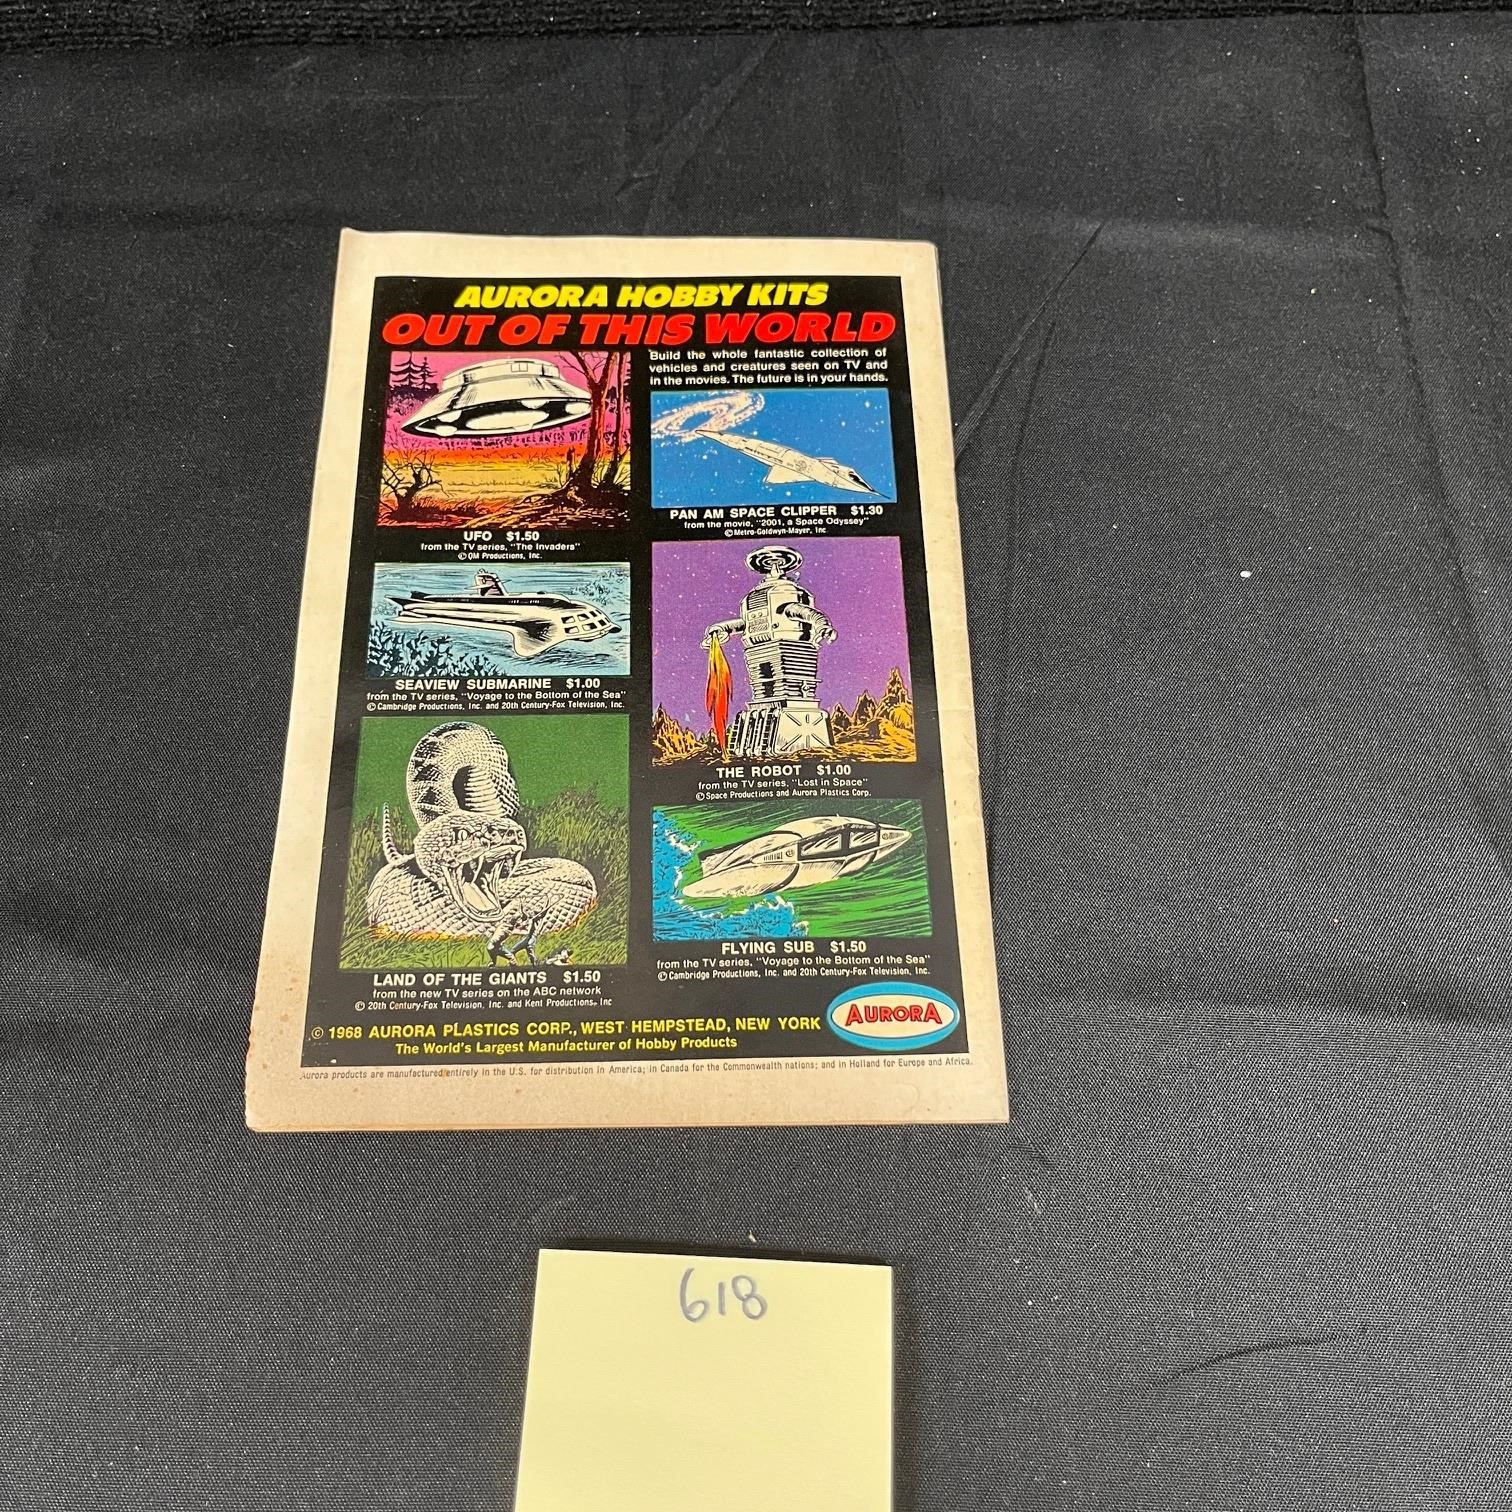 AURORA HOBBY KITS
OUT OF THIS WORLD
Build the whole fantastic collection of
vehicles and creatures seen on TV and
in the movies. The future is in your hands.
UFO $1.50
from the TV series, "The Invaders"
© QM Productions, Inc.
PAN AM SPACE CLIPPER $1.30
from the movie, "2001, a Space Odyssey"
© Metro-Goldwyn-Mayer, Inc.
SEAVIEW SUBMARINE $1.00
from the TV series, "Voyage to the Bottom of the Sea"
© Cambridge Productions, Inc. and 20th Century-Fox Television, Inc.
THE ROBOT $1.00
from the TV series, "Lost in Space"
© Space Productions and Aurora Plastics Corp.
LAND OF THE GIANTS $1.50
from the new TV series on the ABC network
© 20th Century-Fox Television, Inc. and Kent Productions, Inc
FLYING SUB $1.50
from the TV series, "Voyage to the Bottom of the Sea"
© Cambridge Productions, Inc. and 20th Century-Fox Television, Inc.
© 1968 AURORA PLASTICS CORP., WEST HEMPSTEAD, NEW YORK
The World's Largest Manufacturer of Hobby Products
AURORA
Aurora products are manufactured entirely in the U.S. for distribution in America; in Canada for the Commonwealth nations; and in Holland for Europe and Africa.
618